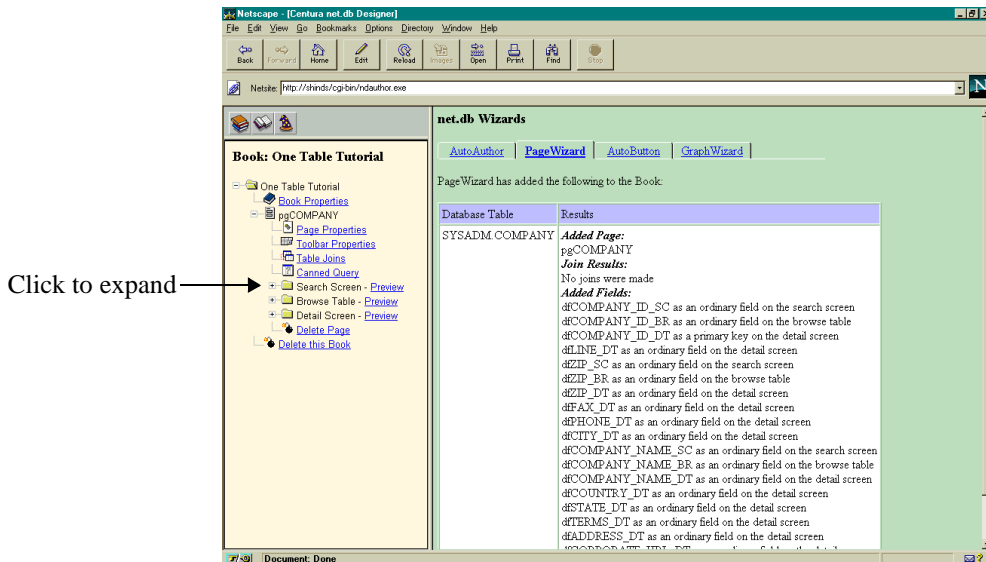 Netscape - [Centura net.db Designer]
File Edit View Go Bookmarks Options Directory Window Help
Back Forward Home Edit Reload Images Open Print Find Stop
Netsite: http://shinds/cgi-bin/ndauthor.exe
N
net.db Wizards
AutoAuthor PageWizard AutoButton GraphWizard
Book: One Table Tutorial
PageWizard has added the following to the Book:
One Table Tutorial
Book Properties
pgCOMPANY
Page Properties
Toolbar Properties
Table Joins
Canned Query
Click to expand
Search Screen - Preview
Browse Table - Preview
Detail Screen - Preview
Delete Page
Delete this Book
Database Table Results
SYSADM.COMPANY Added Page:
pgCOMPANY
Join Results:
No joins were made
Added Fields:
dfCOMPANY_ID_SC as an ordinary field on the search screen
dfCOMPANY_ID_BR as an ordinary field on the browse table
dfCOMPANY_ID_DT as a primary key on the detail screen
dfLINE_DT as an ordinary field on the detail screen
dfZIP_SC as an ordinary field on the search screen
dfZIP_BR as an ordinary field on the browse table
dfZIP_DT as an ordinary field on the detail screen
dfFAX_DT as an ordinary field on the detail screen
dfPHONE_DT as an ordinary field on the detail screen
dfCITY_DT as an ordinary field on the detail screen
dfCOMPANY_NAME_SC as an ordinary field on the search screen
dfCOMPANY_NAME_BR as an ordinary field on the browse table
dfCOMPANY_NAME_DT as an ordinary field on the detail screen
dfCOUNTRY_DT as an ordinary field on the detail screen
dfSTATE_DT as an ordinary field on the detail screen
dfTERMS_DT as an ordinary field on the detail screen
dfADDRESS_DT as an ordinary field on the detail screen
Document: Done